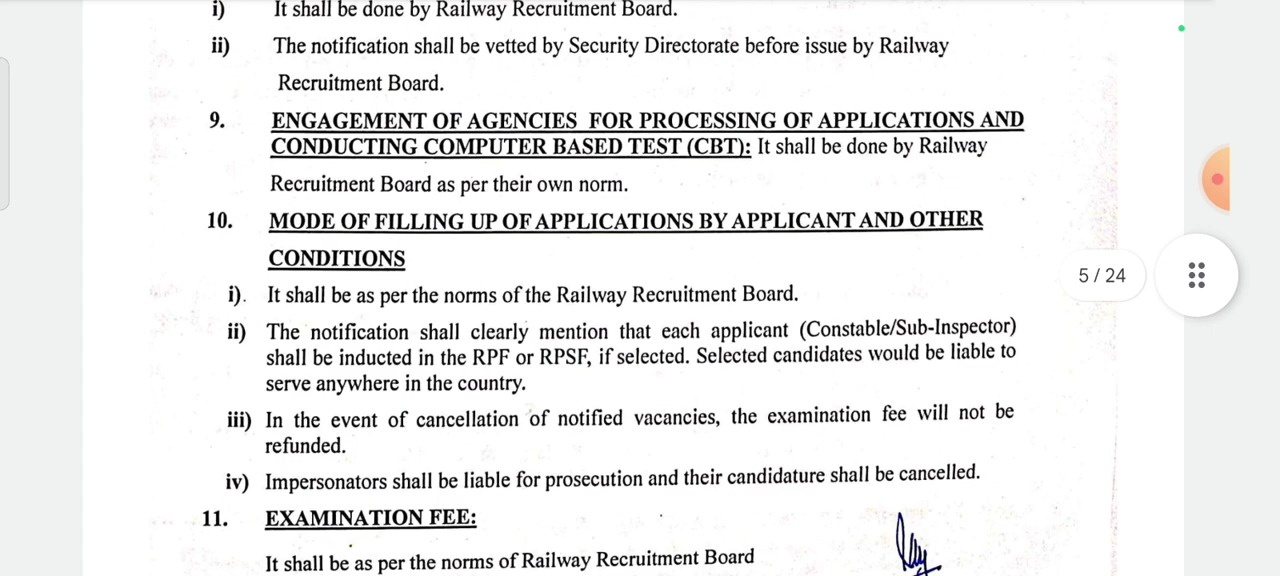 i) It shall be done by Railway Recruitment Board.
ii) The notification shall be vetted by Security Directorate before issue by Railway
Recruitment Board.
9. ENGAGEMENT OF AGENCIES FOR PROCESSING OF APPLICATIONS AND
CONDUCTING COMPUTER BASED TEST (CBT): It shall be done by Railway
Recruitment Board as per their own norm.
10. MODE OF FILLING UP OF APPLICATIONS BY APPLICANT AND OTHER
CONDITIONS
5 / 24
i). It shall be as per the norms of the Railway Recruitment Board.
ii) The notification shall clearly mention that each applicant (Constable/Sub-Inspector)
shall be inducted in the RPF or RPSF, if selected. Selected candidates would be liable to
serve anywhere in the country.
iii) In the event of cancellation of notified vacancies, the examination fee will not be
refunded.
iv) Impersonators shall be liable for prosecution and their candidature shall be cancelled.
11. EXAMINATION FEE:
It shall be as per the norms of Railway Recruitment Board